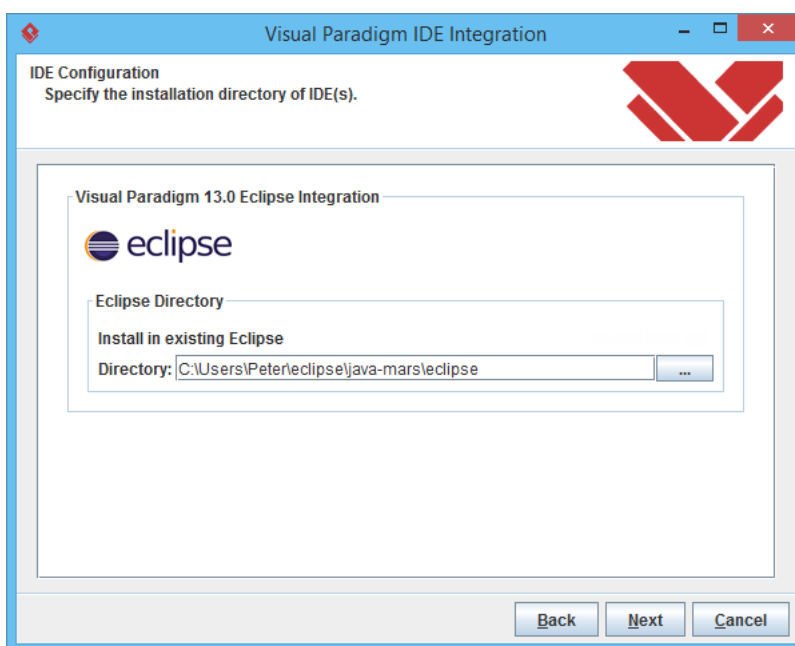 Visual Paradigm IDE Integration
IDE Configuration
Specify the installation directory of IDE(s).
Visual Paradigm 13.0 Eclipse Integration
eclipse
Eclipse Directory
Install in existing Eclipse
Directory: C:\Users\Peter\eclipse\java-mars\eclipse ...
Back Next Cancel